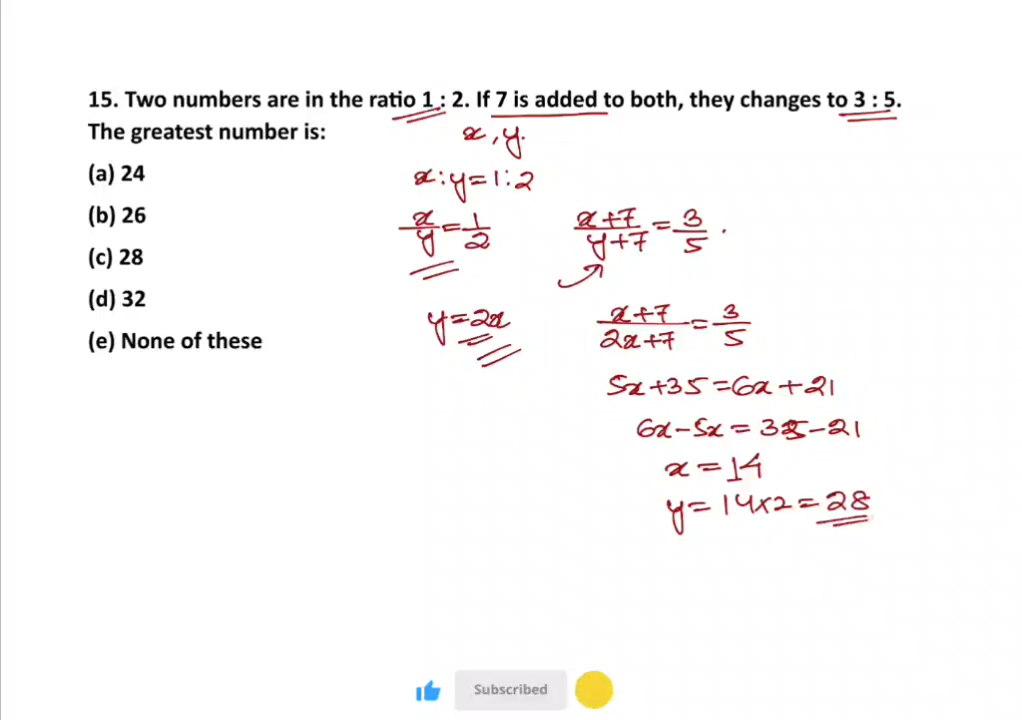 15. Two numbers are in the ratio 1 : 2. If 7 is added to both, they changes to 3 : 5.
The greatest number is:
x, y.
(a) 24
x:y=1:2
(b) 26
x/y=1/2
x+7/y+7=3/5.
(c) 28
(d) 32
y=2x
x+7/2x+7=3/5
(e) None of these
5x+35=6x+21
6x-5x=35-21
x=14
y=14x2=28
Subscribed